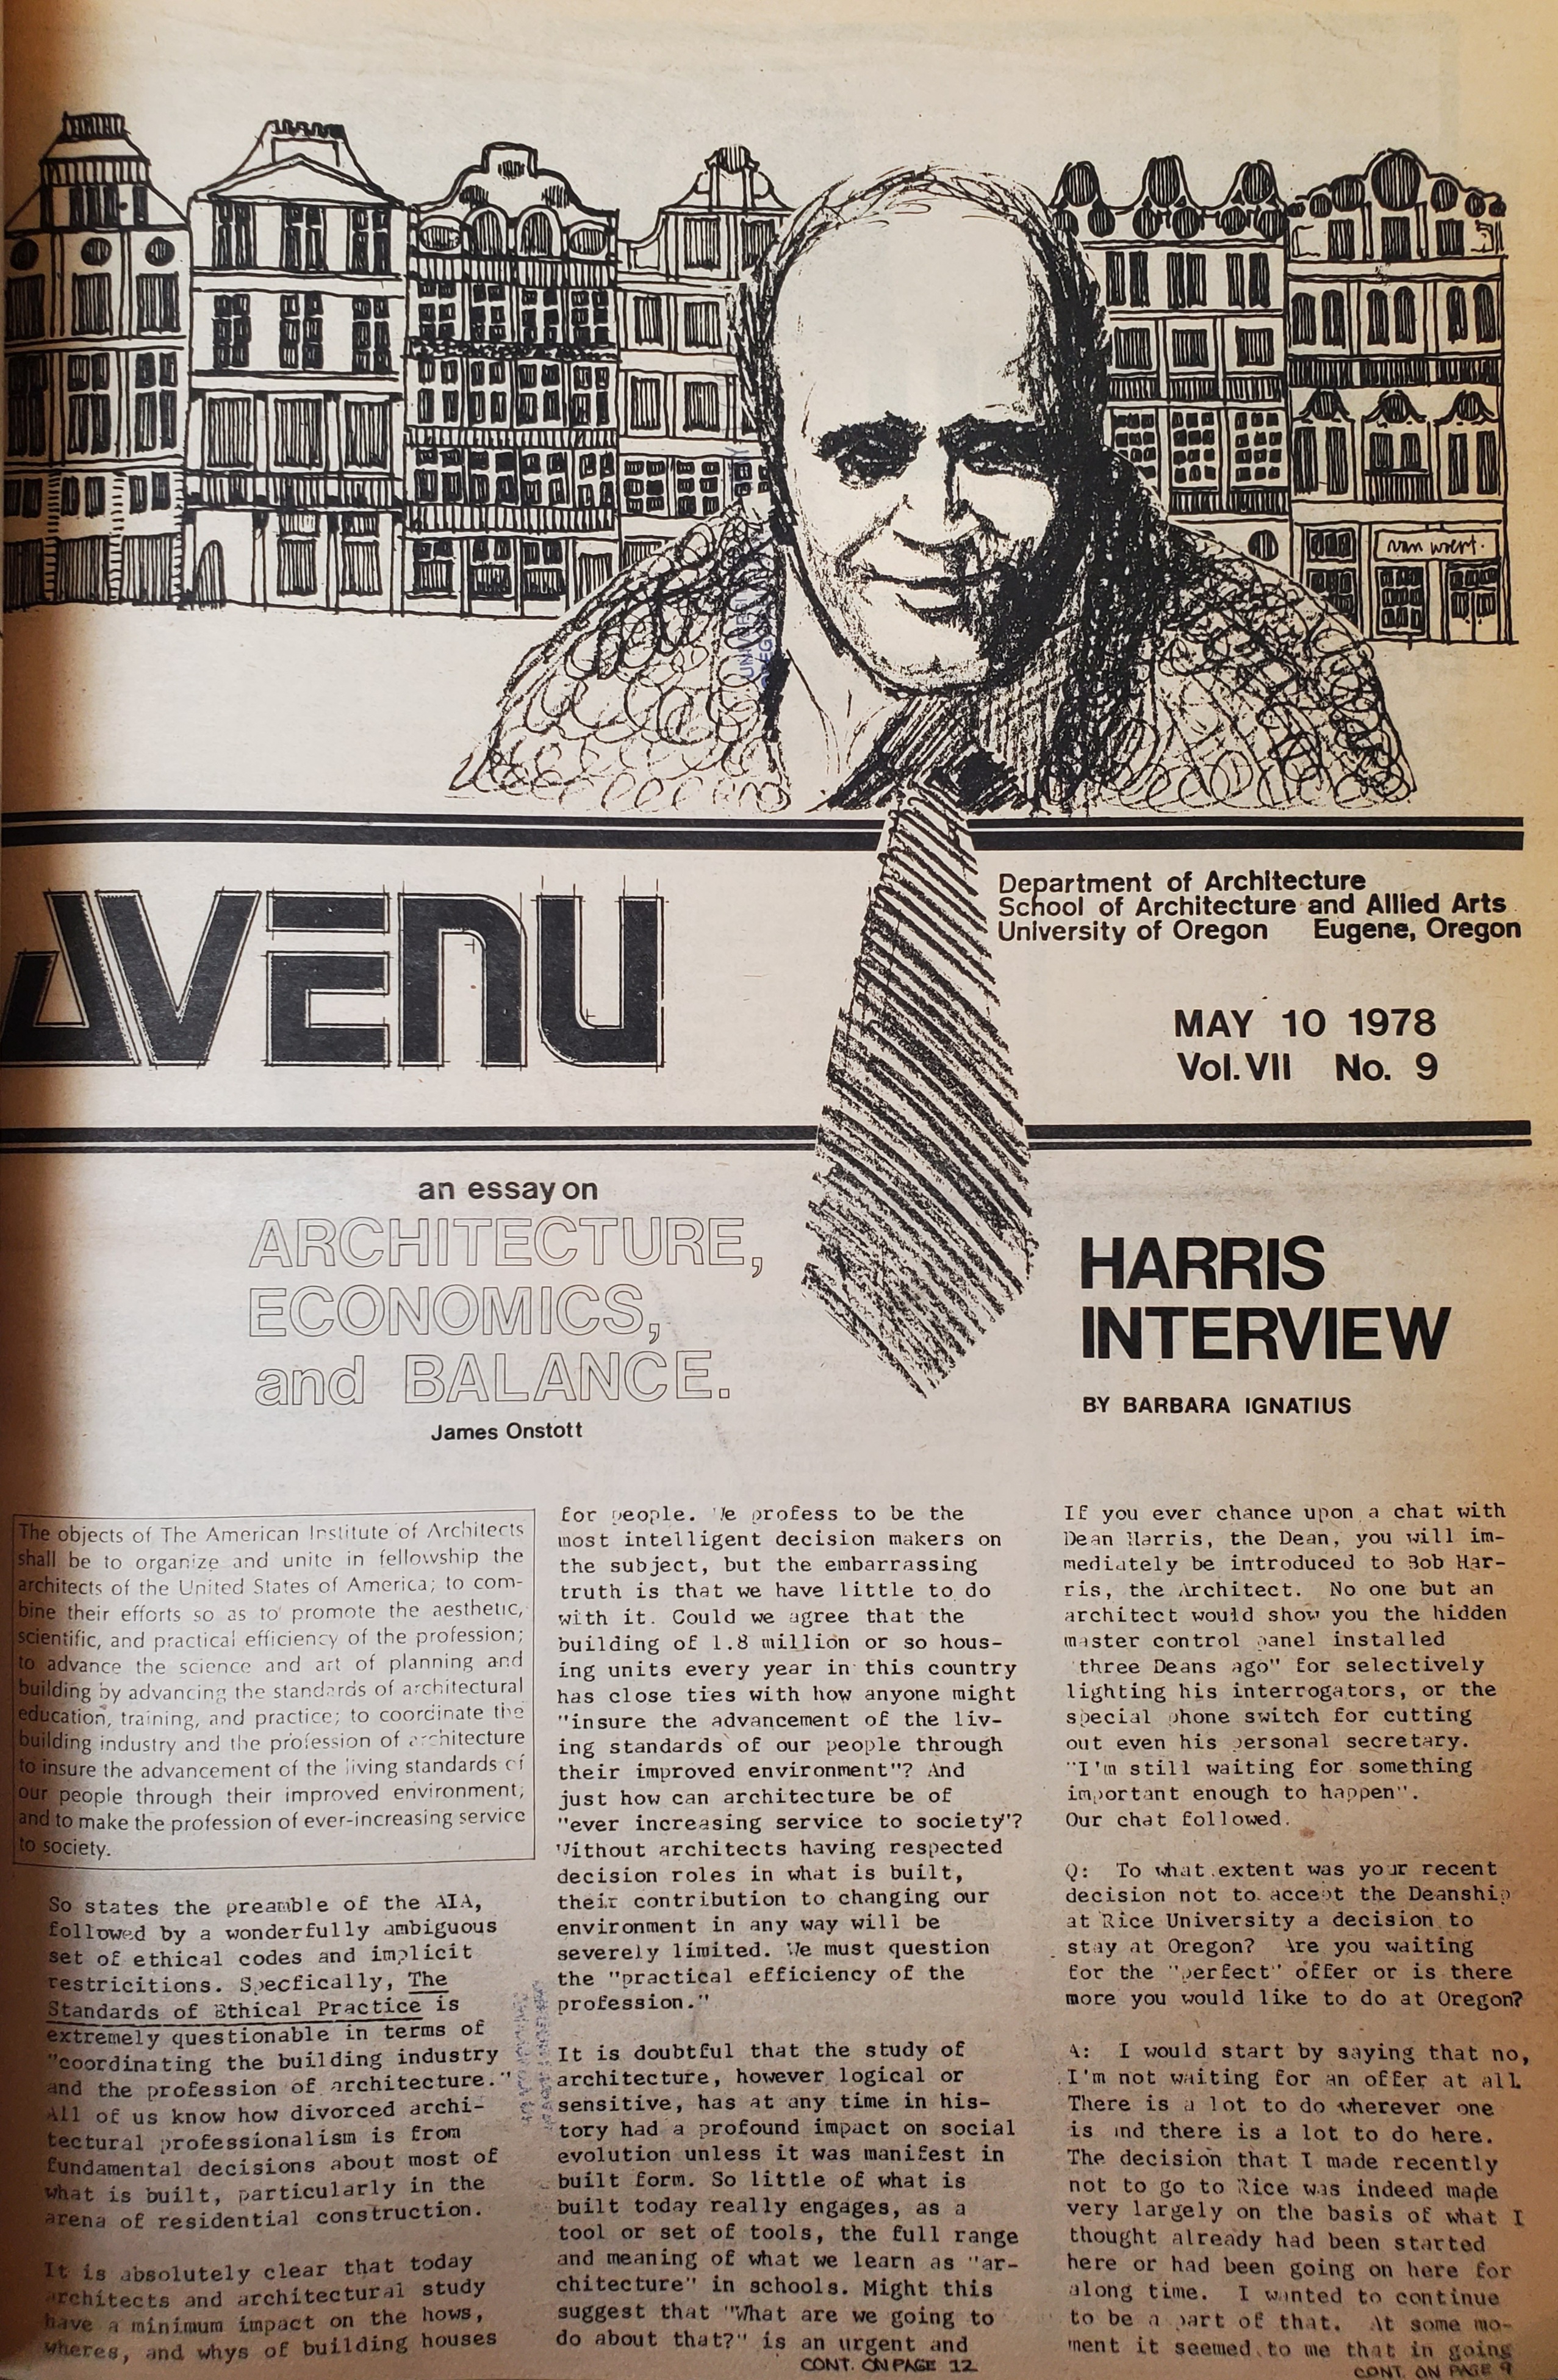 van wert.
AVENU
Department of Architecture
School of Architecture and Allied Arts
University of Oregon Eugene, Oregon
MAY 10 1978
Vol. VII No. 9
an essay on
ARCHITECTURE,
ECONOMICS,
and BALANCE.
James Onstott
The objects of The American Institute of Architects
shall be to organize and unite in fellowship the
architects of the United States of America; to com-
bine their efforts so as to promote the aesthetic,
scientific, and practical efficiency of the profession;
to advance the science and art of planning and
building by advancing the standards of architectural
education, training, and practice; to coordinate the
building industry and the profession of architecture
to insure the advancement of the living standards of
our people through their improved environment;
and to make the profession of ever-increasing service
to society.
So states the preamble of the AIA,
followed by a wonderfully ambiguous
set of ethical codes and implicit
restricitions. Specfically, The
Standards of Ethical Practice is
extremely questionable in terms of
"coordinating the building industry
and the profession of architecture."
All of us know how divorced archi-
tectural professionalism is from
fundamental decisions about most of
what is built, particularly in the
arena of residential construction.
It is absolutely clear that today
architects and architectural study
have a minimum impact on the hows,
wheres, and whys of building houses
for people. We profess to be the
most intelligent decision makers on
the subject, but the embarrassing
truth is that we have little to do
with it. Could we agree that the
building of 1.8 million or so hous-
ing units every year in this country
has close ties with how anyone might
"insure the advancement of the liv-
ing standards of our people through
their improved environment"? And
just how can architecture be of
"ever increasing service to society"?
Without architects having respected
decision roles in what is built,
their contribution to changing our
environment in any way will be
severely limited. We must question
the "practical efficiency of the
profession."
It is doubtful that the study of
architecture, however logical or
sensitive, has at any time in his-
tory had a profound impact on social
evolution unless it was manifest in
built form. So little of what is
built today really engages, as a
tool or set of tools, the full range
and meaning of what we learn as "ar-
chitecture" in schools. Might this
suggest that "What are we going to
do about that?" is an urgent and
CONT. ON PAGE 12
HARRIS
INTERVIEW
BY BARBARA IGNATIUS
If you ever chance upon a chat with
Dean Harris, the Dean, you will im-
mediately be introduced to Bob Har-
ris, the Architect. No one but an
architect would show you the hidden
master control panel installed
"three Deans ago" for selectively
lighting his interrogators, or the
special phone switch for cutting
out even his personal secretary.
"I'm still waiting for something
important enough to happen".
Our chat followed.
Q: To what extent was your recent
decision not to accept the Deanship
at Rice University a decision to
stay at Oregon? Are you waiting
for the "perfect" offer or is there
more you would like to do at Oregon?
A: I would start by saying that no,
I'm not waiting for an offer at all.
There is a lot to do wherever one
is and there is a lot to do here.
The decision that I made recently
not to go to Rice was indeed made
very largely on the basis of what I
thought already had been started
here or had been going on here for
along time. I wanted to continue
to be a part of that. At some mo-
ment it seemed to me that in going
CONT. ON PAGE 9